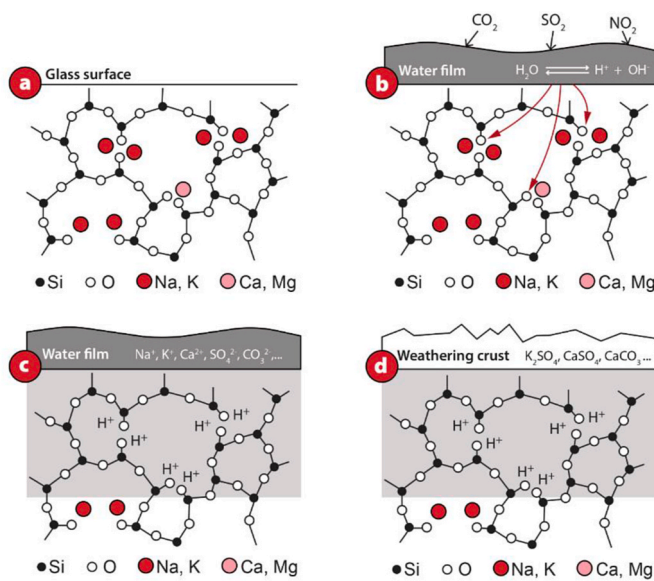 CO₂ SO₂ NO₂
a Glass surface
b Water film H₂O ⇌ H⁺ + OH⁻
Si O Na, K Ca, Mg
Si O Na, K Ca, Mg
c Water film Na⁺, K⁺, Ca²⁺, SO₄²⁻, CO₃²⁻,...
d Weathering crust K₂SO₄, CaSO₄, CaCO₃ ...
H⁺ H⁺
H⁺ H⁺ H⁺
H⁺ H⁺
H⁺ H⁺
H⁺ H⁺ H⁺
H⁺ H⁺
Si O Na, K Ca, Mg
Si O Na, K Ca, Mg